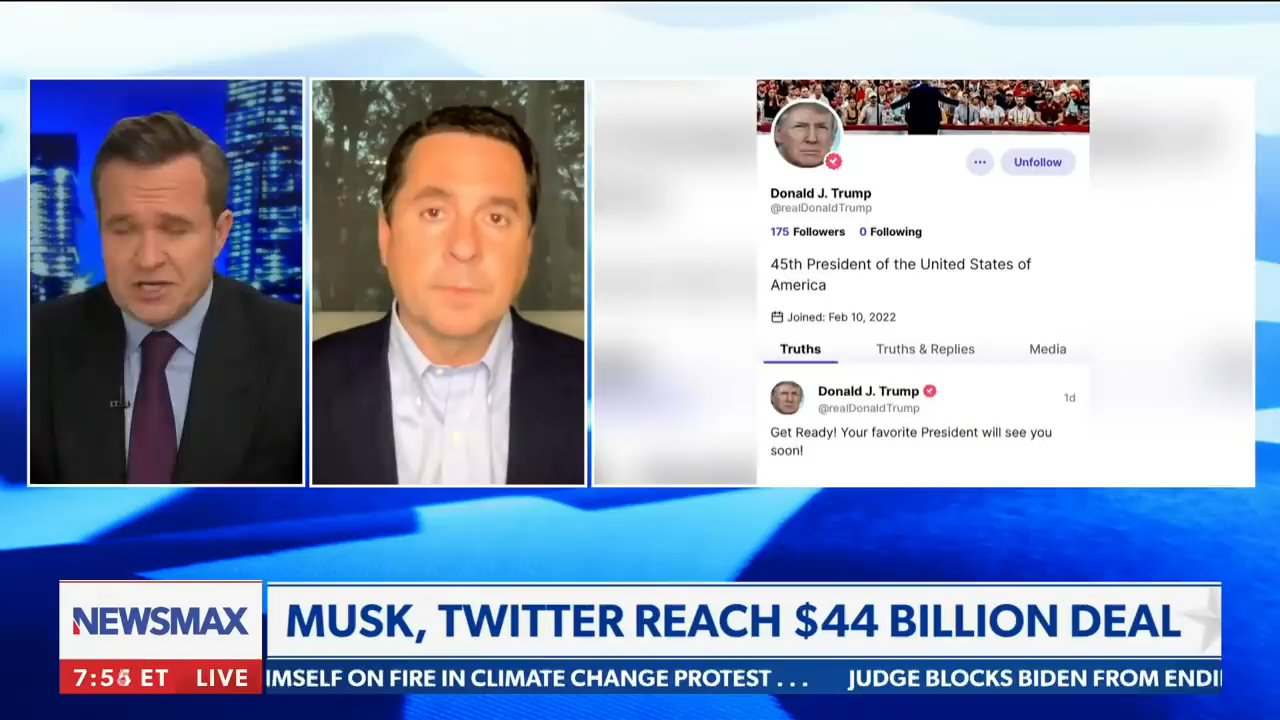 Unfollow
Donald J. Trump
@realDonaldTrump
175 Followers 0 Following
45th President of the United States of
America
Joined: Feb 10, 2022
Truths Truths & Replies Media
Donald J. Trump 1d
@realDonaldTrump
Get Ready! Your favorite President will see you
soon!
NEWSMAX
MUSK, TWITTER REACH $44 BILLION DEAL
ET LIVE
IMSELF ON FIRE IN CLIMATE CHANGE PROTEST . . . JUDGE BLOCKS BIDEN FROM ENDI